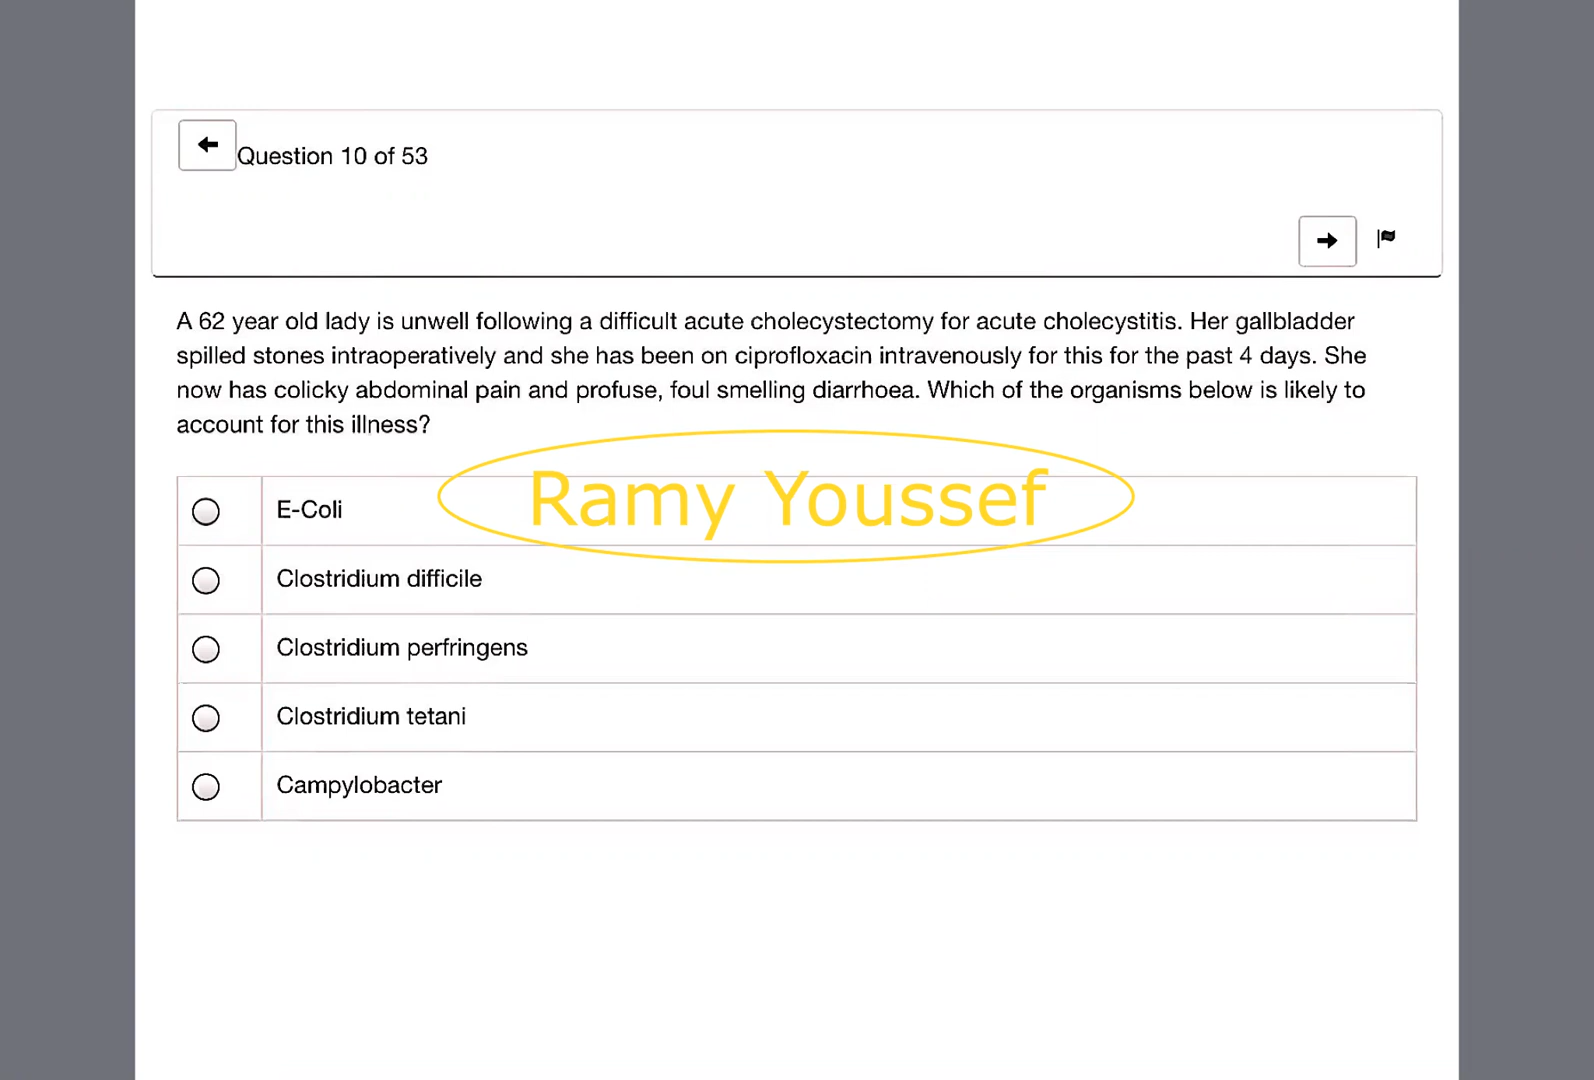 Question 10 of 53
A 62 year old lady is unwell following a difficult acute cholecystectomy for acute cholecystitis. Her gallbladder
spilled stones intraoperatively and she has been on ciprofloxacin intravenously for this for the past 4 days. She
now has colicky abdominal pain and profuse, foul smelling diarrhoea. Which of the organisms below is likely to
account for this illness?
Ramy Youssef
E-Coli
Clostridium difficile
Clostridium perfringens
Clostridium tetani
Campylobacter